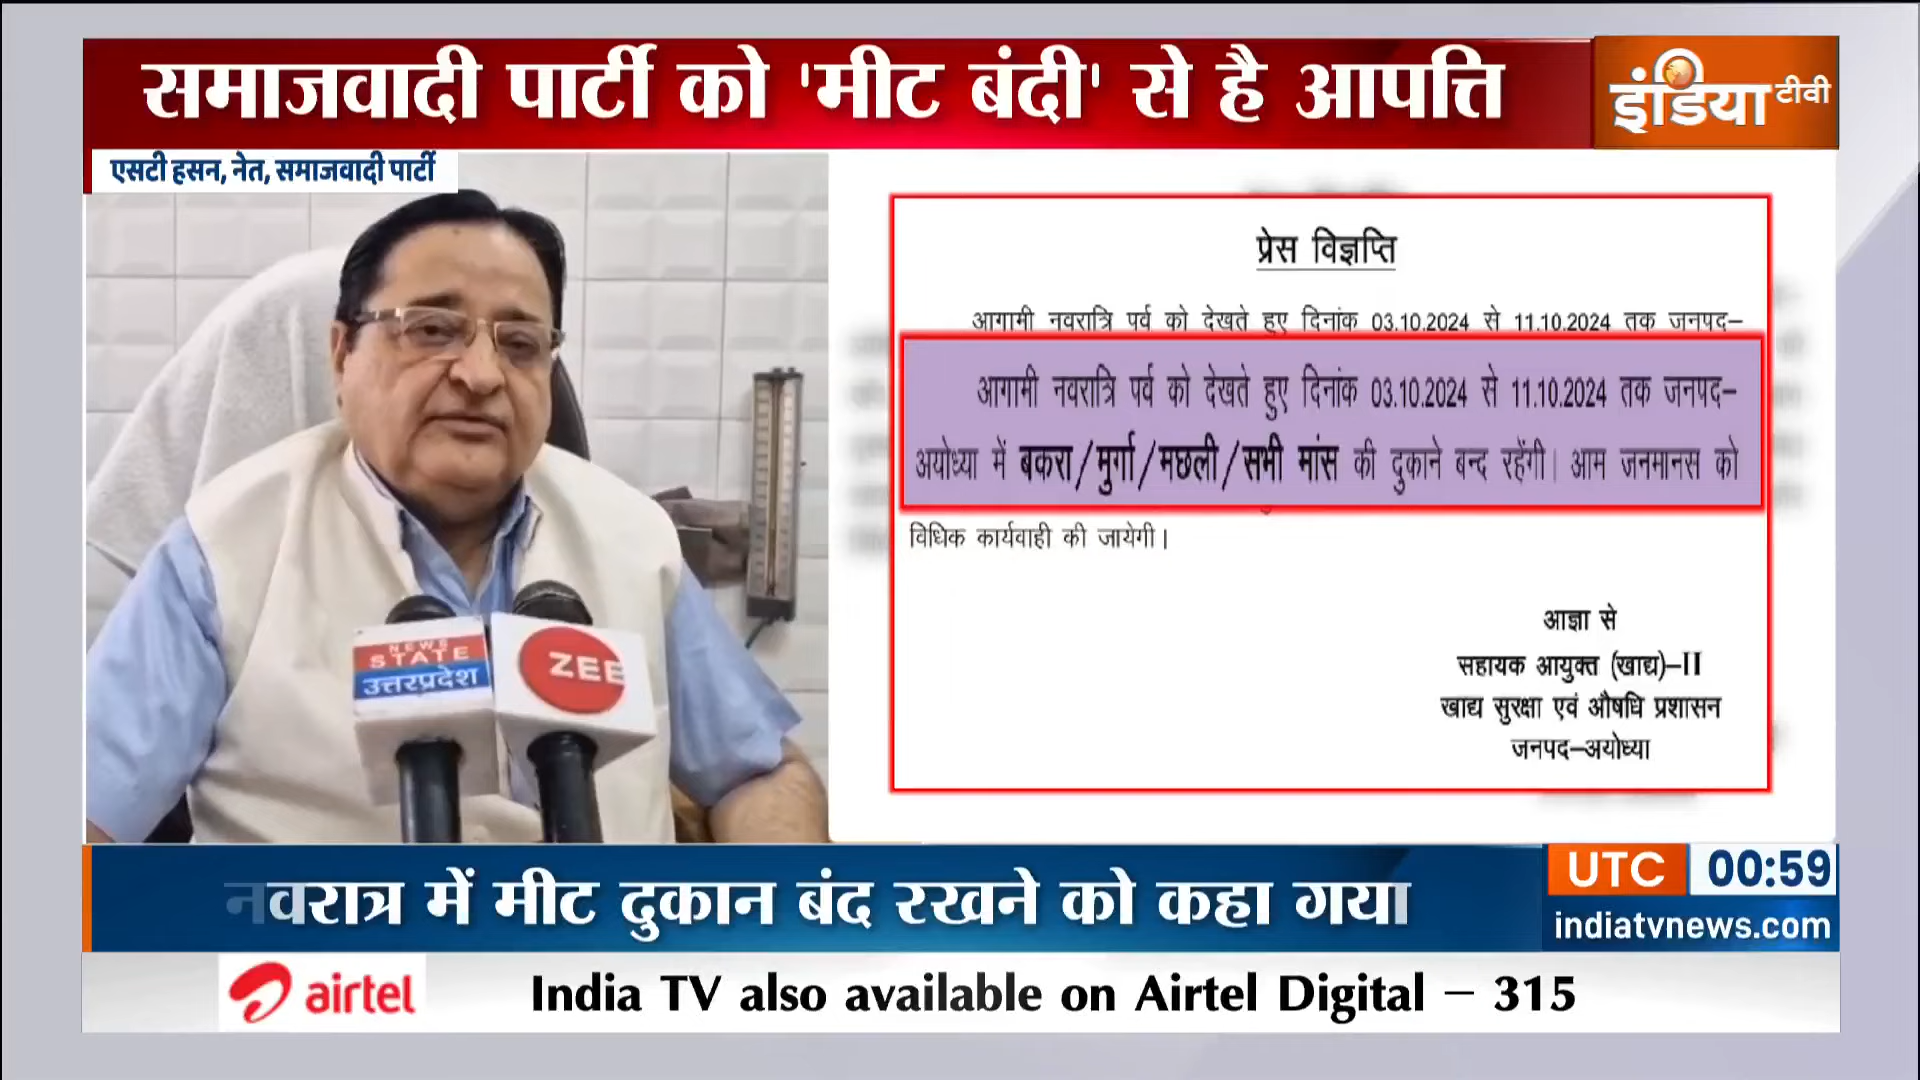 समाजवादी पार्टी को 'मीट बंदी' से है आपत्ति
इंडिया टीवी
एसटी हसन, नेत, समाजवादी पार्टी
प्रेस विज्ञप्ति
आगामी नवरात्रि पर्व को देखते हुए दिनांक 03.10.2024 से 11.10.2024 तक जनपद–
आगामी नवरात्रि पर्व को देखते हुए दिनांक 03.10.2024 से 11.10.2024 तक जनपद–
अयोध्या में बकरा/मुर्गा/मछली/सभी मांस की दुकाने बन्द रहेंगी। आम जनमानस को
विधिक कार्यवाही की जायेगी।
आज्ञा से
सहायक आयुक्त (खाद्य)–II
खाद्य सुरक्षा एवं औषधि प्रशासन
जनपद–अयोध्या
NEWS
STATE
उत्तरप्रदेश
ZEE
नवरात्र में मीट दुकान बंद रखने को कहा गया
UTC 00:59
indiatvnews.com
airtel India TV also available on Airtel Digital – 315